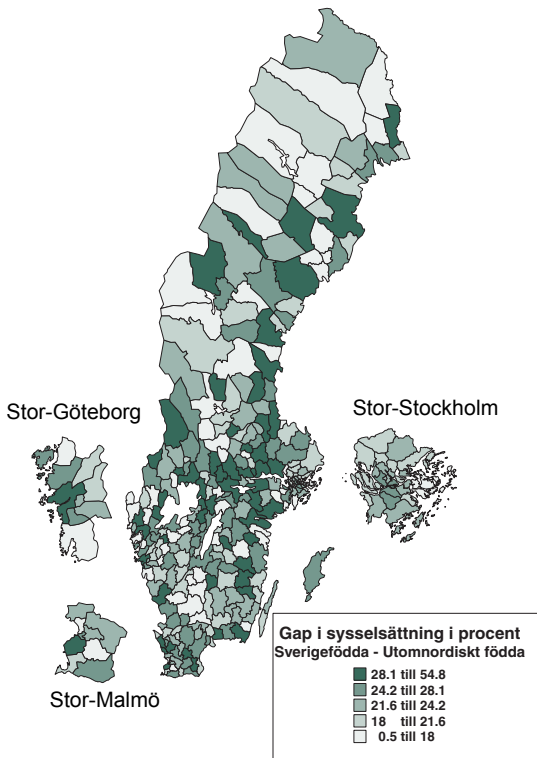 Stor-Göteborg
Stor-Stockholm
Stor-Malmö
Gap i sysselsättning i procent
Sverigefödda - Utomnordiskt födda
28.1 till 54.8
24.2 till 28.1
21.6 till 24.2
18 till 21.6
0.5 till 18